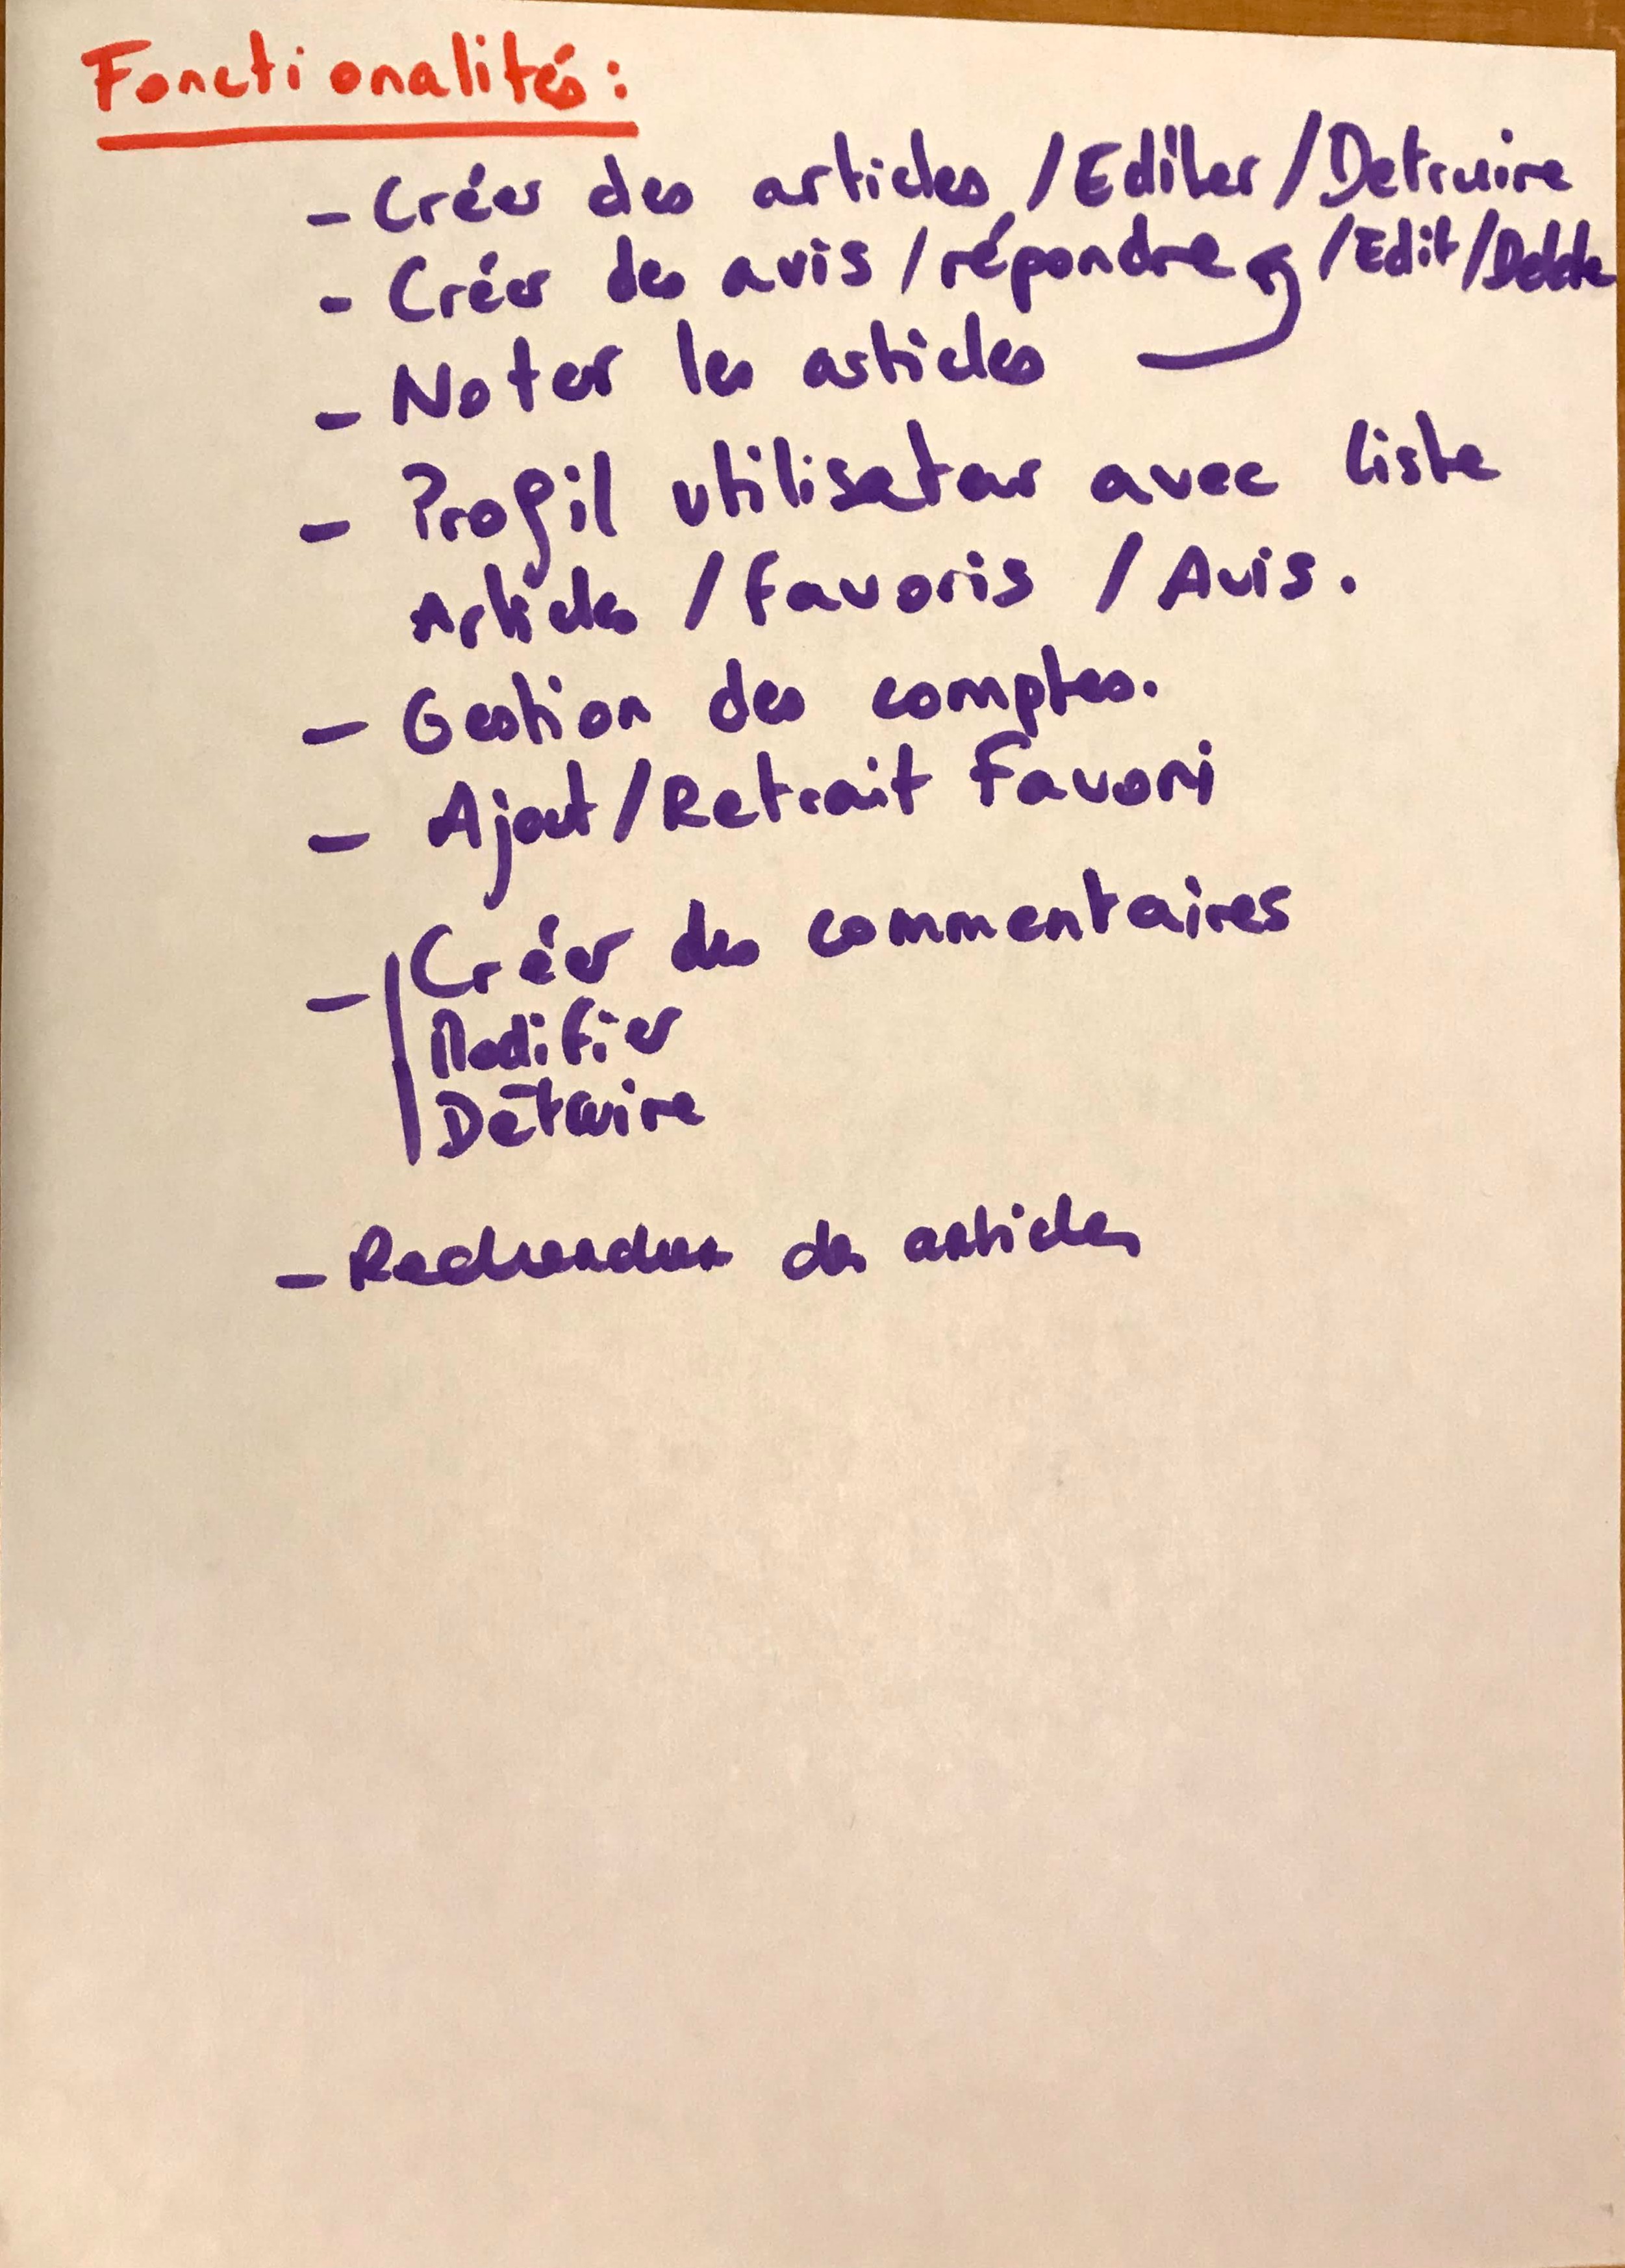 Fonctionalités :
- Créer des articles / Editer / Detruire
- Créer des avis / répondre / Edit / Delete
- Noter les articles
- Profil utilisateur avec liste
Articles / favoris / Avis.
- Gestion des comptes.
- Ajout / Retrait Favori
- Créer des commentaires
Modifier
Détruire
- Rechercher des articles